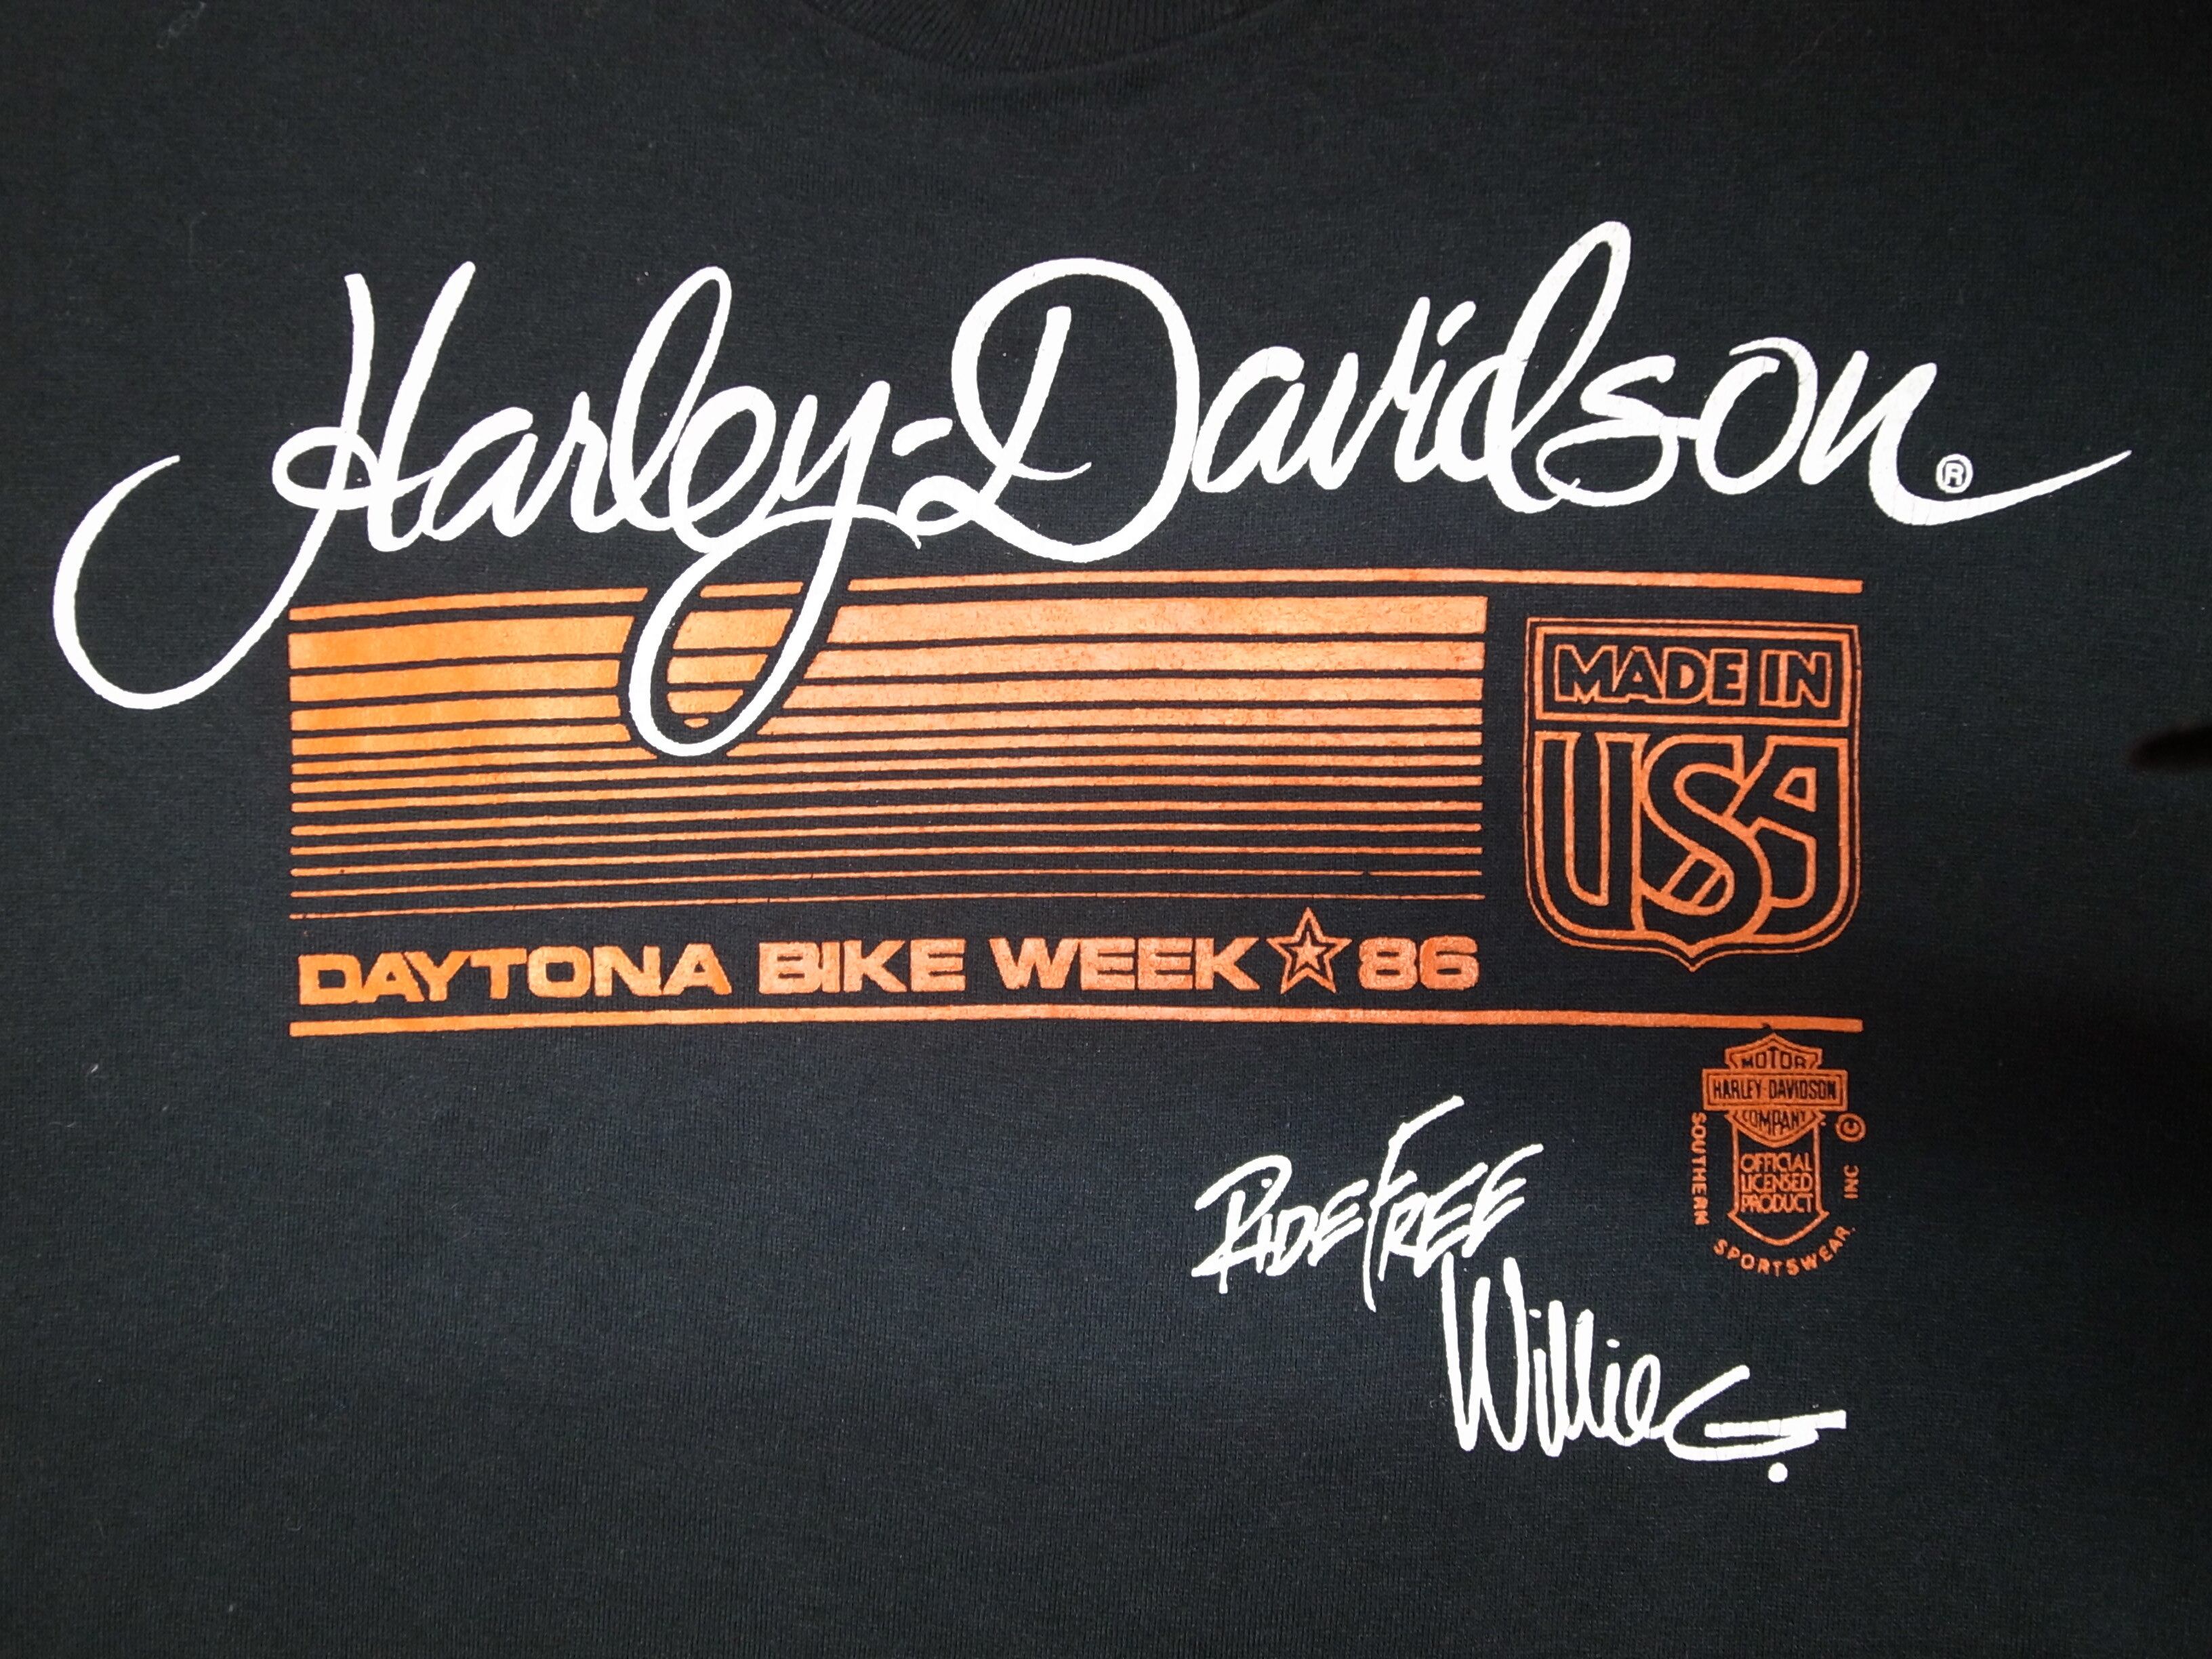 Harley-Davidson®
MADE IN
USA
DAYTONA BIKE WEEK☆86
MOTOR
HARLEY-DAVIDSON
COMPANY
©
OFFICIAL
LICENSED
PRODUCT
SOUTHERN SPORTSWEAR, INC
RIDE FREE
Willie G.